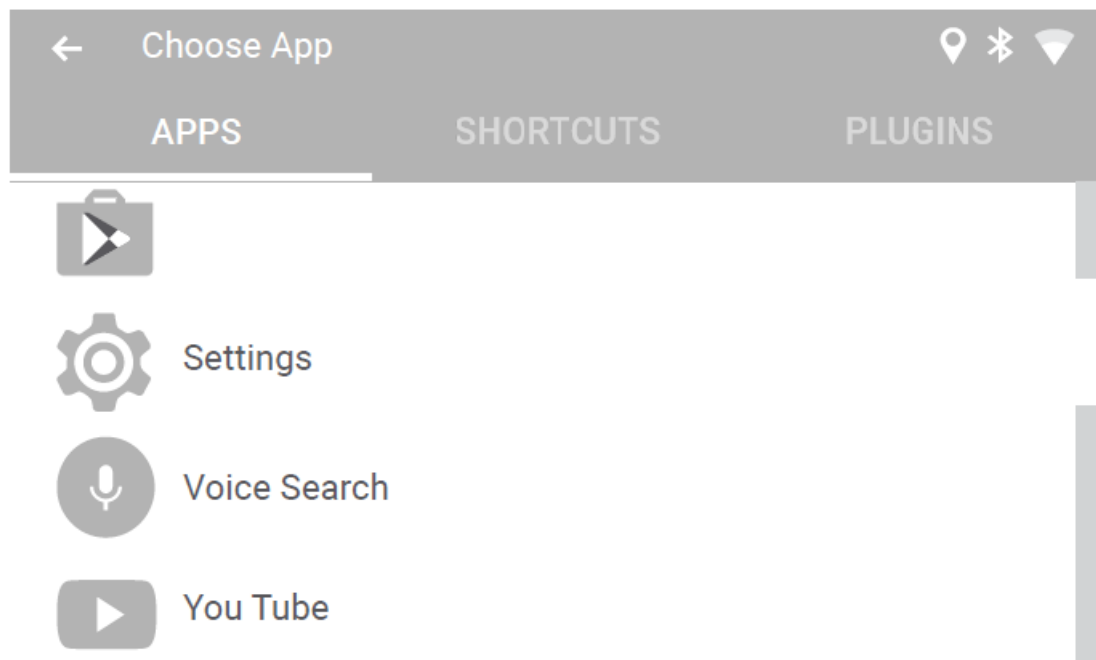 Choose App
APPS SHORTCUTS PLUGINS
Settings
Voice Search
You Tube